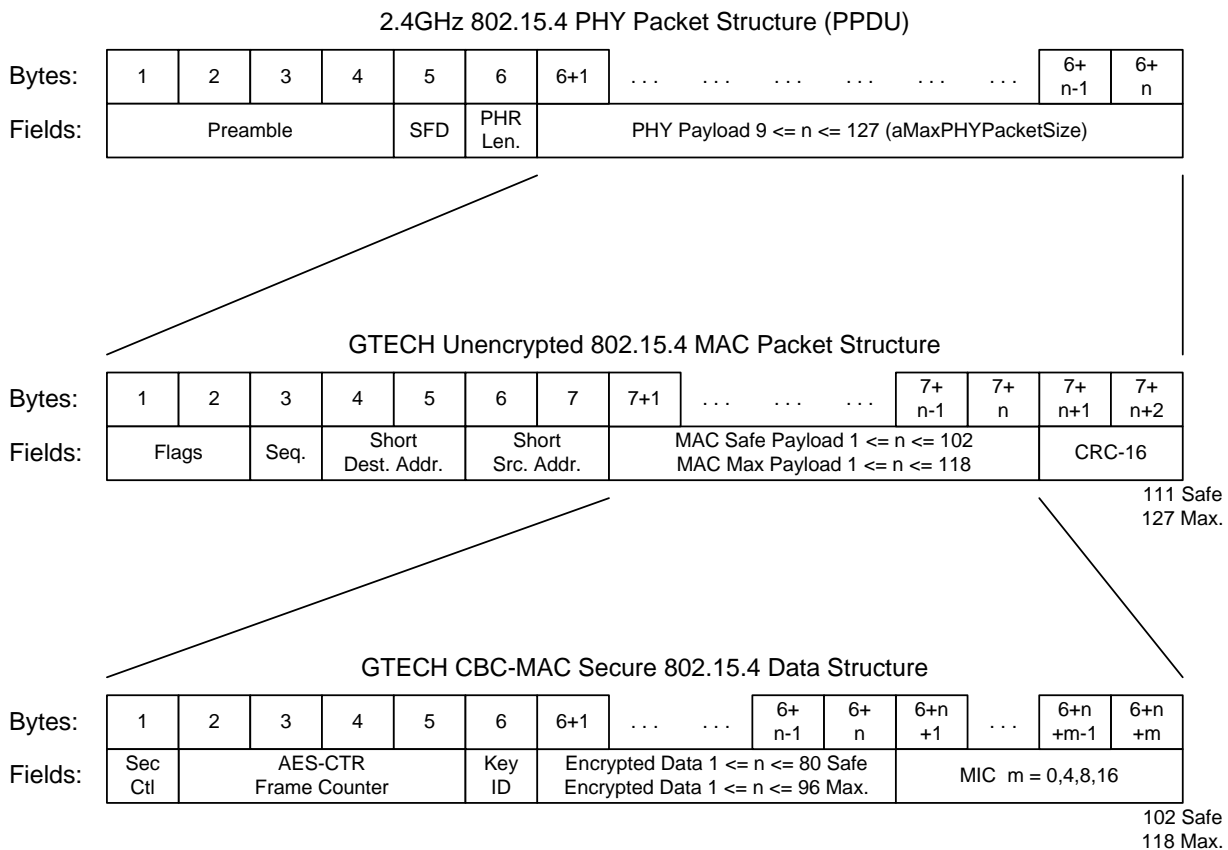 2.4GHz 802.15.4 PHY Packet Structure (PPDU)
Bytes: 1 2 3 4 5 6 6+1 . . . . . . . . . . . . . . . . . . 6+ n-1 6+ n
Fields: Preamble SFD PHR Len. PHY Payload 9 <= n <= 127 (aMaxPHYPacketSize)
GTECH Unencrypted 802.15.4 MAC Packet Structure
Bytes: 1 2 3 4 5 6 7 7+1 . . . . . . . . . 7+ n-1 7+ n 7+ n+1 7+ n+2
Fields: Flags Seq. Short Dest. Addr. Short Src. Addr. MAC Safe Payload 1 <= n <= 102 MAC Max Payload 1 <= n <= 118 CRC-16
111 Safe
127 Max.
GTECH CBC-MAC Secure 802.15.4 Data Structure
Bytes: 1 2 3 4 5 6 6+1 . . . . . . 6+ n-1 6+ n 6+n +1 . . . 6+n +m-1 6+n +m
Fields: Sec Ctl AES-CTR Frame Counter Key ID Encrypted Data 1 <= n <= 80 Safe Encrypted Data 1 <= n <= 96 Max. MIC m = 0,4,8,16
102 Safe
118 Max.